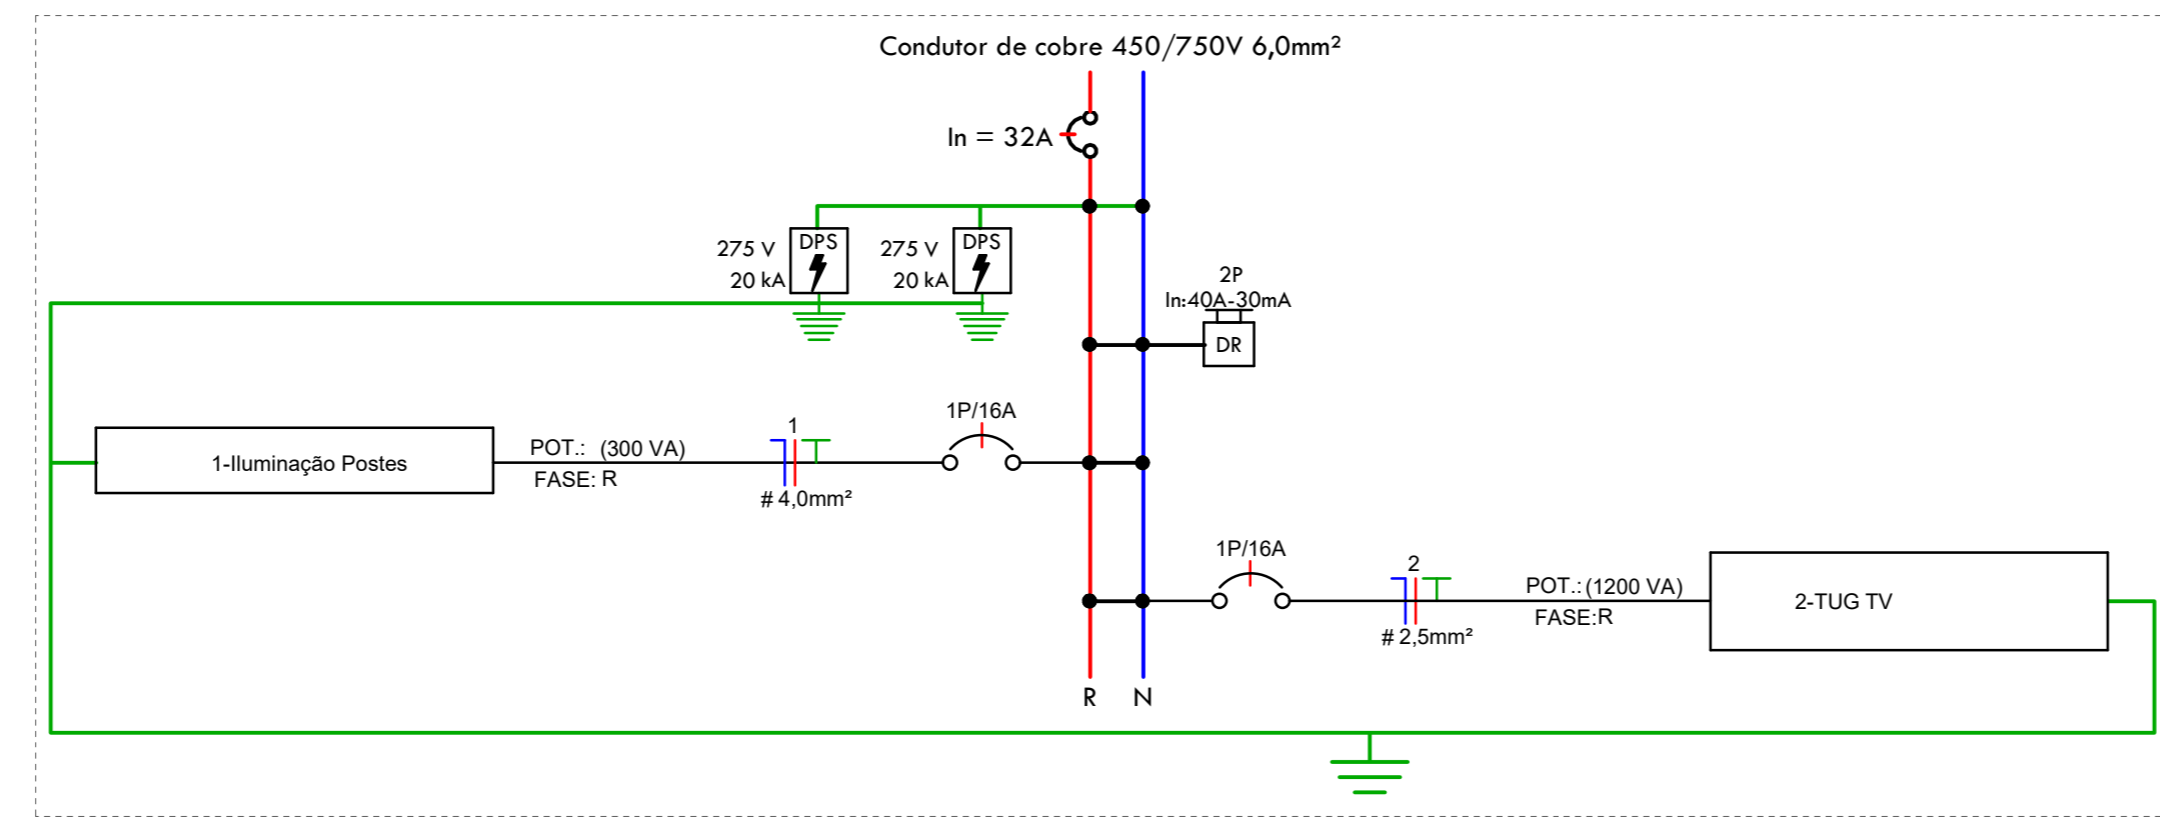 Condutor de cobre 450/750V 6,0mm²
In = 32A
275 V
20 kA
DPS
275 V
20 kA
DPS
2P
In:40A-30mA
DR
1-Iluminação Postes
POT.: (300 VA)
FASE: R
1
# 4,0mm²
1P/16A
1P/16A
2
# 2,5mm²
POT.: (1200 VA)
FASE:R
2-TUG TV
R N